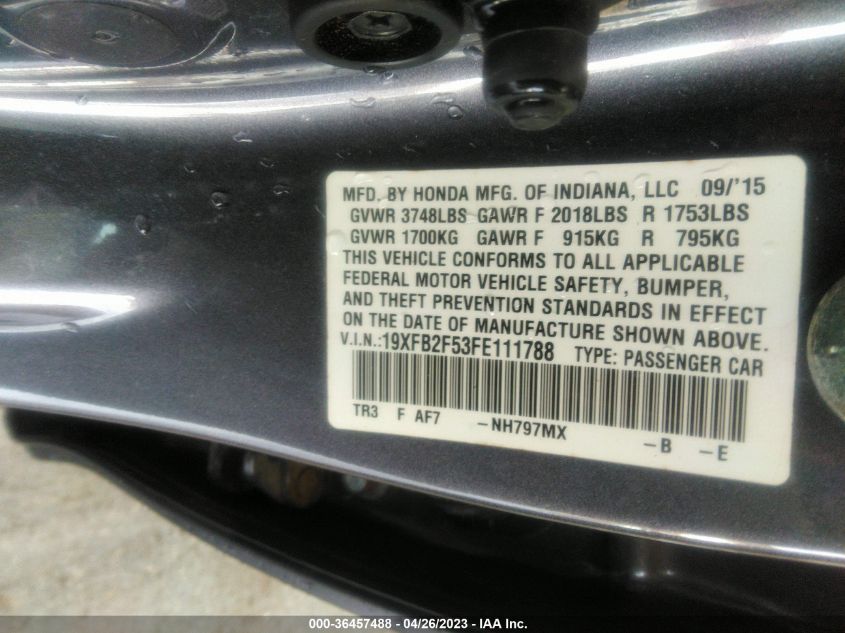 MFD. BY HONDA MFG. OF INDIANA, LLC 09/'15
GVWR 3748LBS GAWR F 2018LBS R 1753LBS
GVWR 1700KG GAWR F 915KG R 795KG
THIS VEHICLE CONFORMS TO ALL APPLICABLE
FEDERAL MOTOR VEHICLE SAFETY, BUMPER,
AND THEFT PREVENTION STANDARDS IN EFFECT
ON THE DATE OF MANUFACTURE SHOWN ABOVE.
V.I.N.:19XFB2F53FE111788 TYPE: PASSENGER CAR
TR3 F AF7 -NH797MX -B -E
000-36457488 - 04/26/2023 - IAA Inc.